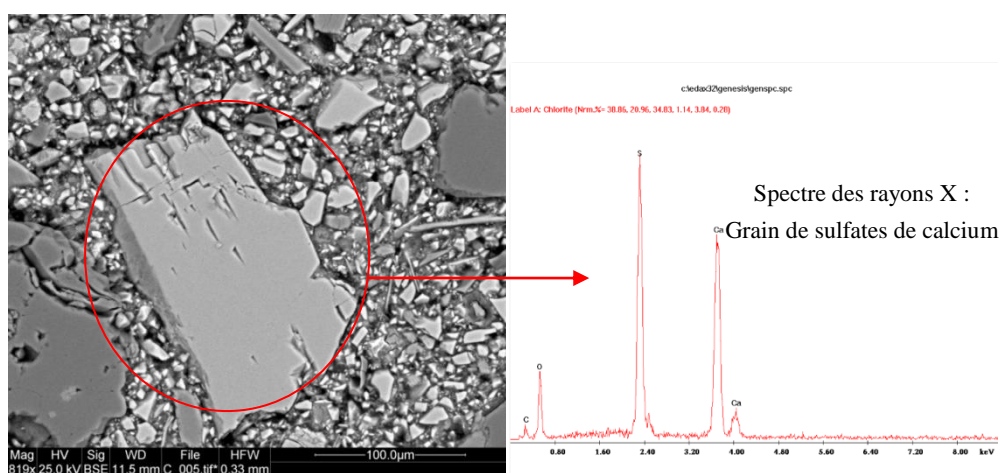 c:\edax32\genesis\genspc.spc
Label A: Chlorite (Nrm.%= 38.86, 20.96, 34.83, 1.14, 3.84, 0.28)
S
Spectre des rayons X :
Ca
Grain de sulfates de calcium
O
Ca
C
0.80 1.60 2.40 3.20 4.00 4.80 5.60 6.40 7.20 8.00 keV
Mag HV Sig WD File HFW
819x 25.0 kV BSE 11.5 mm C_005.tif* 0.33 mm
100.0µm